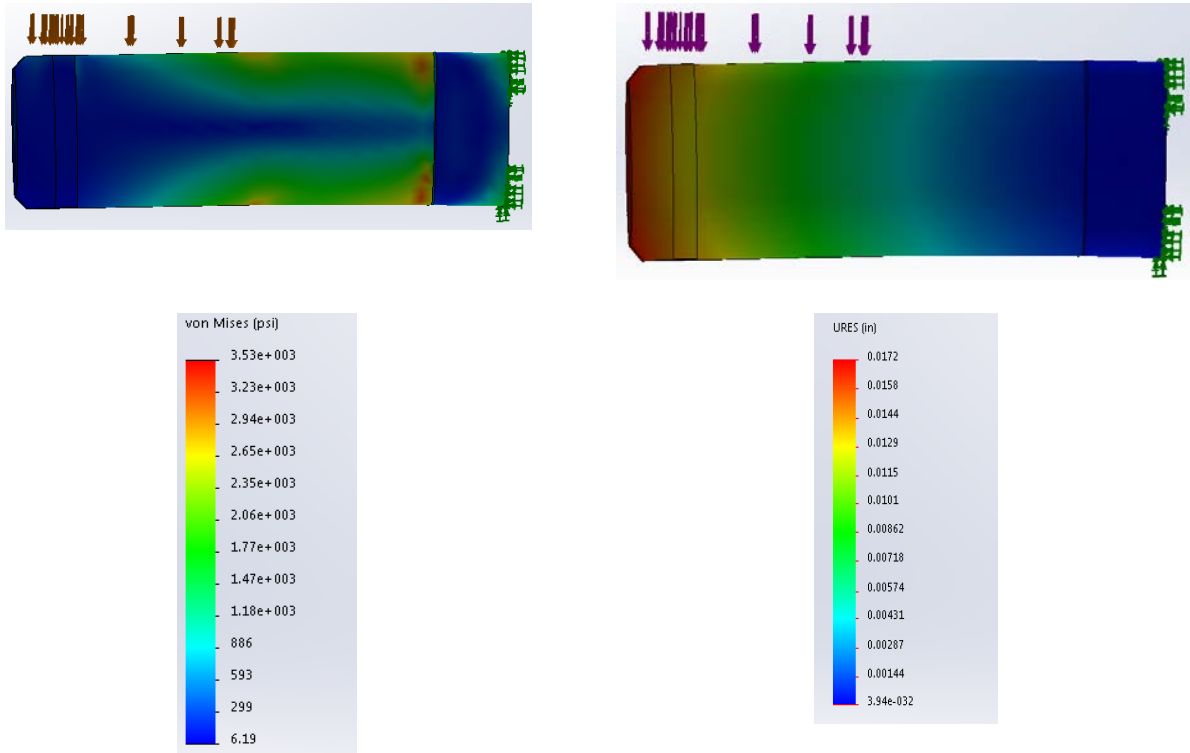 von Mises (psi)
3.53e+003
3.23e+003
2.94e+003
2.65e+003
2.35e+003
2.06e+003
1.77e+003
1.47e+003
1.18e+003
886
593
299
6.19
URES (in)
0.0172
0.0158
0.0144
0.0129
0.0115
0.0101
0.00862
0.00718
0.00574
0.00431
0.00287
0.00144
3.94e-032